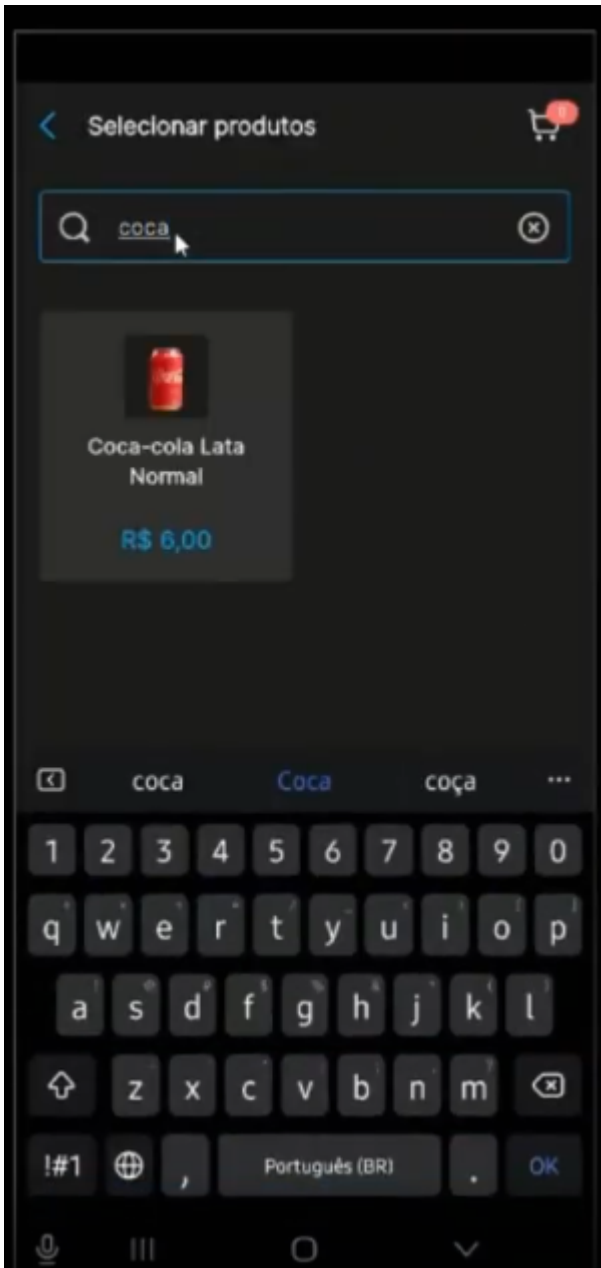 Selecionar produtos
coca
Coca-cola Lata
Normal
R$ 6,00
coca Coca coça ...
1 2 3 4 5 6 7 8 9 0
q w e r t y u i o p
a s d f g h j k l
z x c v b n m
!#1 , Português (BR) . OK